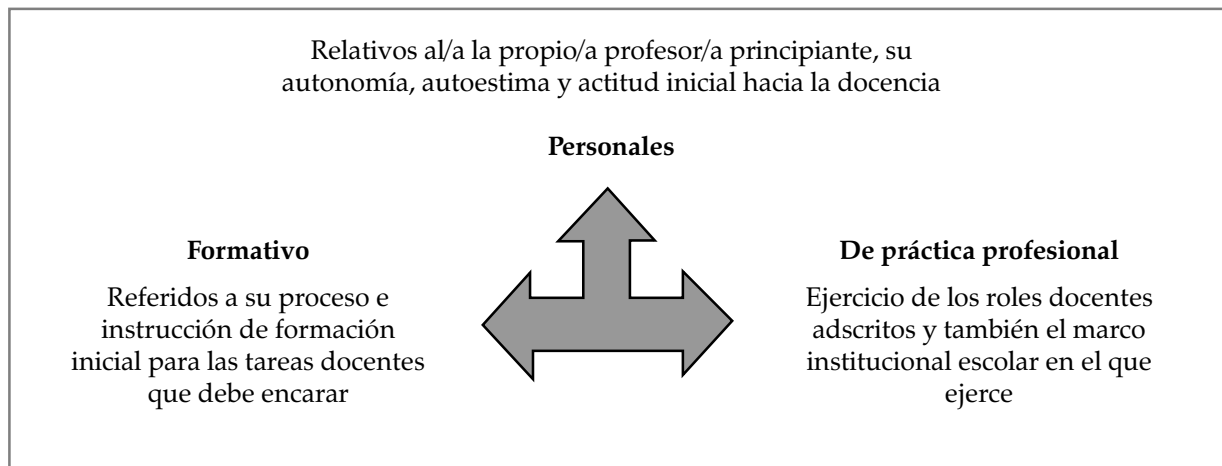 Relativos al/a la propio/a profesor/a principiante, su
autonomía, autoestima y actitud inicial hacia la docencia
Personales
Formativo
Referidos a su proceso e
instrucción de formación
inicial para las tareas docentes
que debe encarar
De práctica profesional
Ejercicio de los roles docentes
adscritos y también el marco
institucional escolar en el que
ejerce